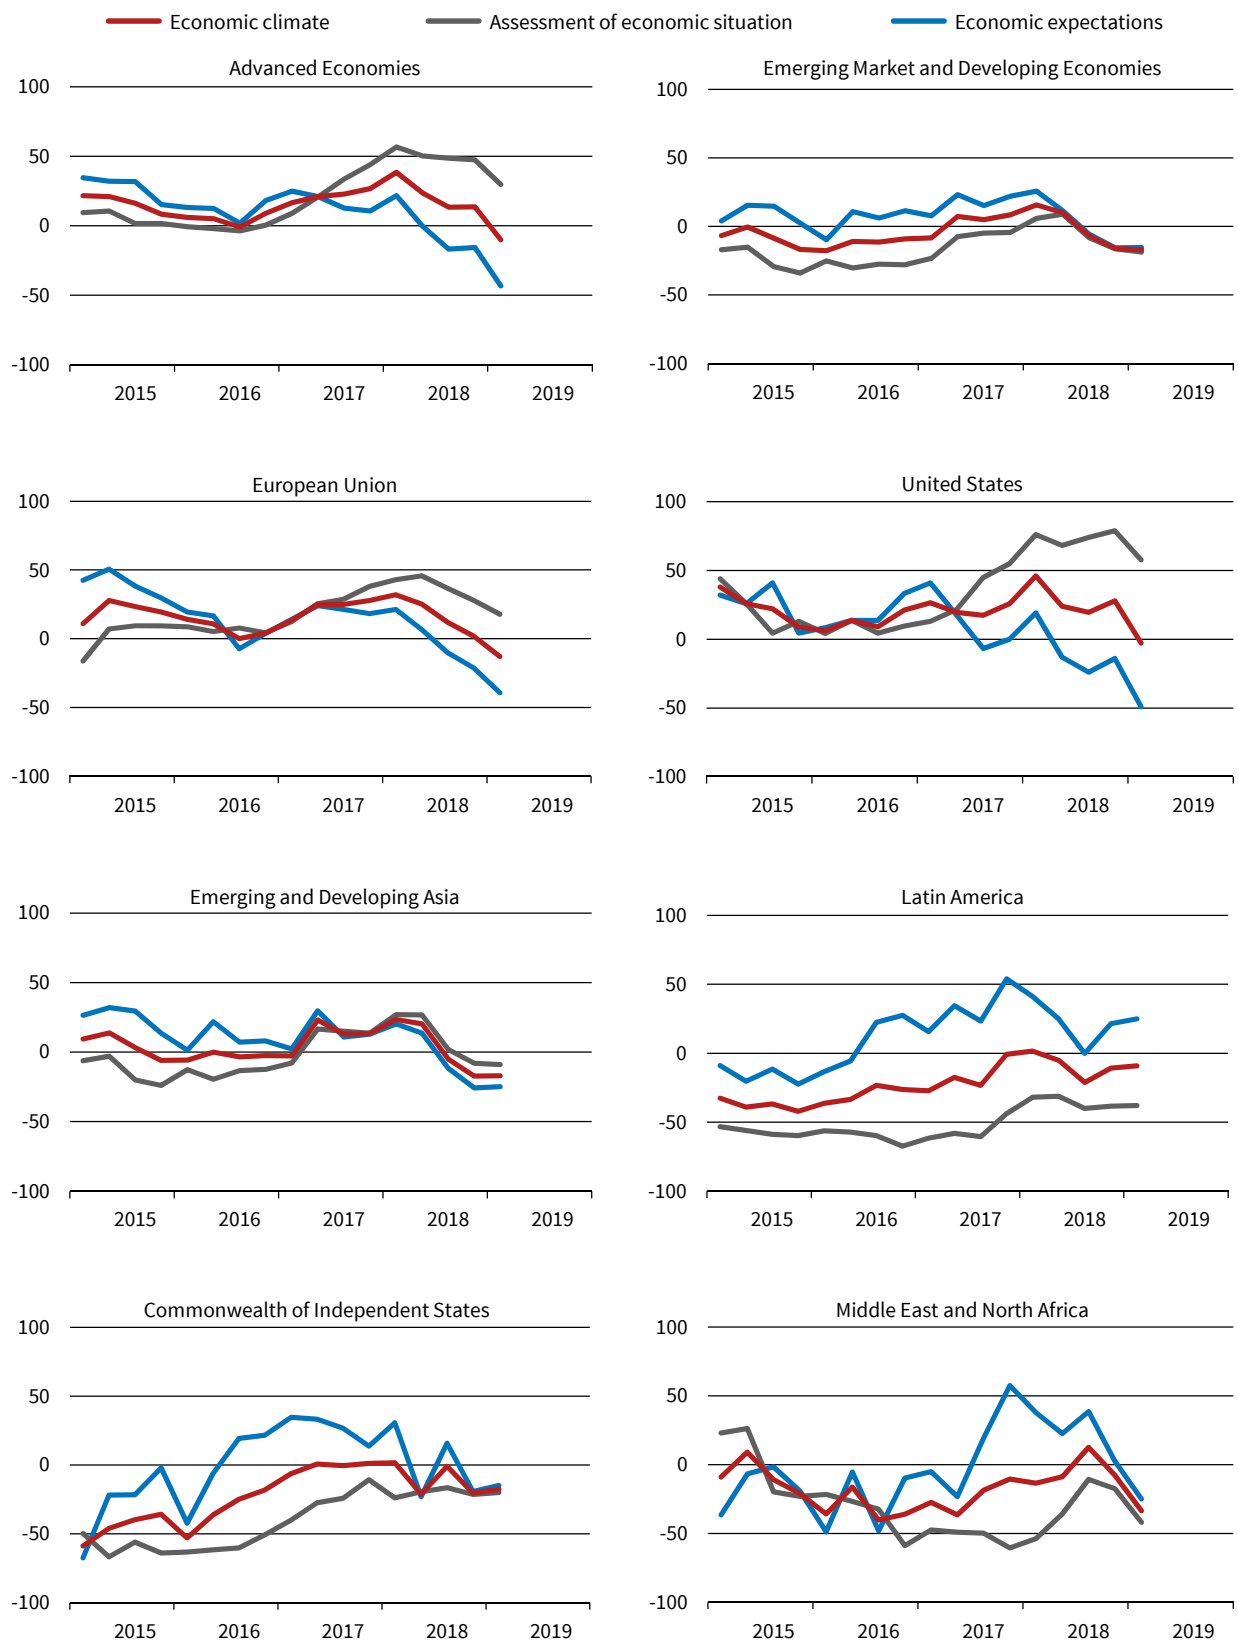 Economic climate Assessment of economic situation Economic expectations
Advanced Economies
100
50
0
-50
-100
2015 2016 2017 2018 2019
Emerging Market and Developing Economies
100
50
0
-50
-100
2015 2016 2017 2018 2019
European Union
100
50
0
-50
-100
2015 2016 2017 2018 2019
United States
100
50
0
-50
-100
2015 2016 2017 2018 2019
Emerging and Developing Asia
100
50
0
-50
-100
2015 2016 2017 2018 2019
Latin America
100
50
0
-50
-100
2015 2016 2017 2018 2019
Commonwealth of Independent States
100
50
0
-50
-100
2015 2016 2017 2018 2019
Middle East and North Africa
100
50
0
-50
-100
2015 2016 2017 2018 2019